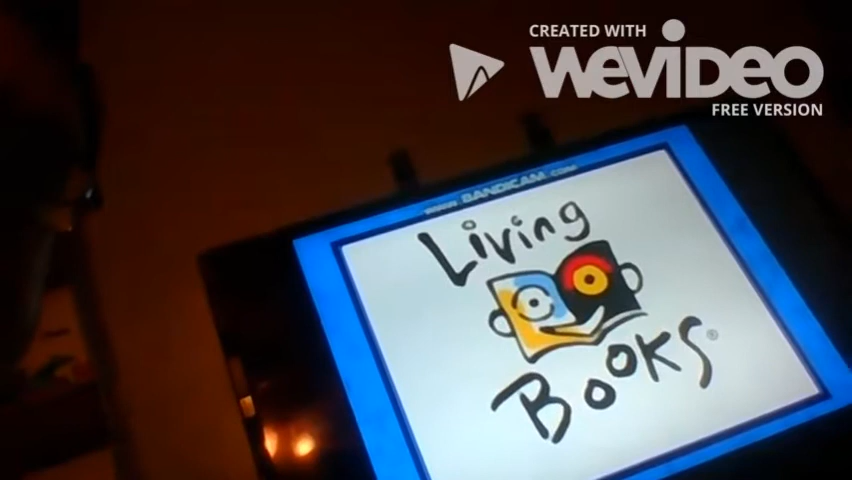 CREATED WITH
WEVIDEO
FREE VERSION
WWW. BANDICAM .COM
Living
BOOKS®